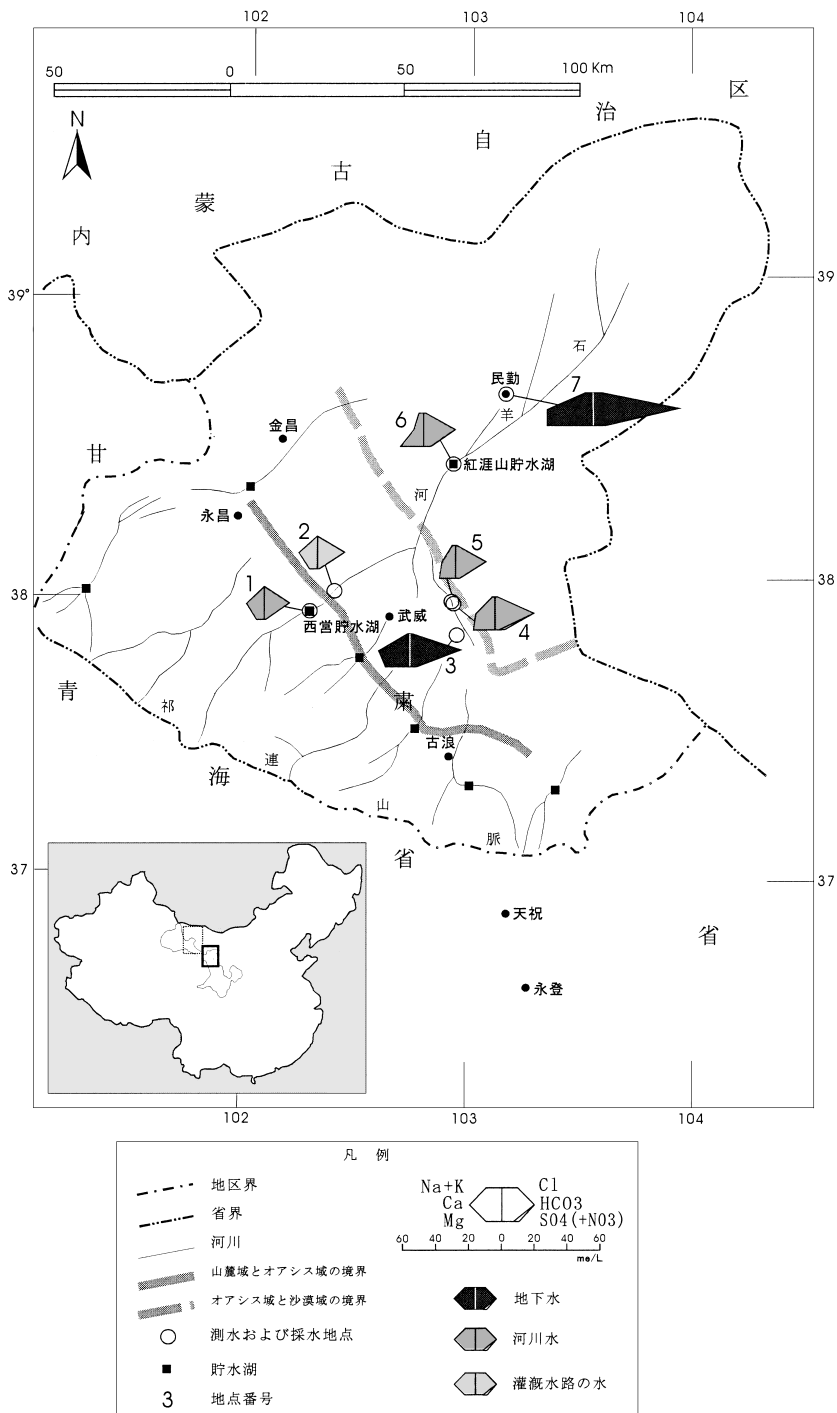 102
103
104
50
0
50
100 Km
N
内 蒙 古 自 治 区
39°
39
石
民勤
7
羊
6
金昌
紅涯山貯水湖
甘
河
永昌
2
5
38
38
1
武威
西営貯水湖
4
3
青
粛
祁
古浪
海
連
山
脈
省
37
37
天祝
省
永登
102
103
104
凡 例
地区界
省界
河川
山麓域とオアシス域の境界
オアシス域と沙漠域の境界
測水および採水地点
貯水湖
3 地点番号
Na+K Cl
Ca HCO3
Mg SO4(+NO3)
60 40 20 0 20 40 60
me/L
地下水
河川水
灌漑水路の水